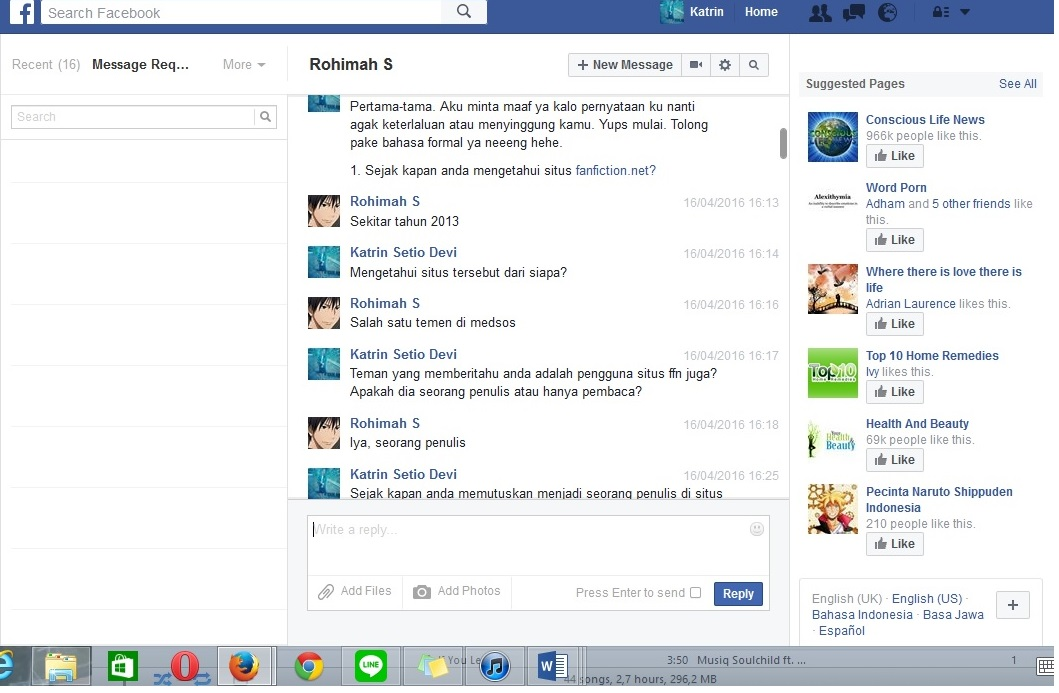 f
Search Facebook
Katrin
Home
Recent (16)
Message Req...
More
Rohimah S
+ New Message
Search
Pertama-tama. Aku minta maaf ya kalo pernyataan ku nanti
agak keterlaluan atau menyinggung kamu. Yups mulai. Tolong
pake bahasa formal ya neeeng hehe.
1. Sejak kapan anda mengetahui situs fanfiction.net?
Rohimah S 16/04/2016 16:13
Sekitar tahun 2013
Katrin Setio Devi 16/04/2016 16:14
Mengetahui situs tersebut dari siapa?
Rohimah S 16/04/2016 16:16
Salah satu temen di medsos
Katrin Setio Devi 16/04/2016 16:17
Teman yang memberitahu anda adalah pengguna situs ffn juga?
Apakah dia seorang penulis atau hanya pembaca?
Rohimah S 16/04/2016 16:18
Iya, seorang penulis
Katrin Setio Devi 16/04/2016 16:25
Sejak kapan anda memutuskan menjadi seorang penulis di situs
Write a reply...
Add Files
Add Photos
Press Enter to send
Reply
Suggested Pages
See All
Conscious Life News
966k people like this.
Like
Alexithymia
Word Porn
Adham and 5 other friends like
this.
Like
Where there is love there is
life
Adrian Laurence likes this.
Like
Top10
Home Remedies
Top 10 Home Remedies
Ivy likes this.
Like
Your
Health
Beauty
Health And Beauty
69k people like this.
Like
Pecinta Naruto Shippuden
Indonesia
210 people like this.
Like
English (UK) · English (US) ·
Bahasa Indonesia · Basa Jawa
· Español
+
LINE
W
You Le
3:50 Musiq Soulchild ft. ... 1
44 songs, 2,7 hours, 296,2 MB